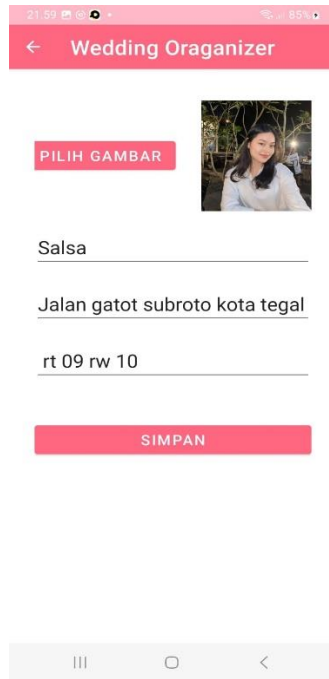 21.59 85%
Wedding Oraganizer
PILIH GAMBAR
Salsa
Jalan gatot subroto kota tegal
rt 09 rw 10
SIMPAN